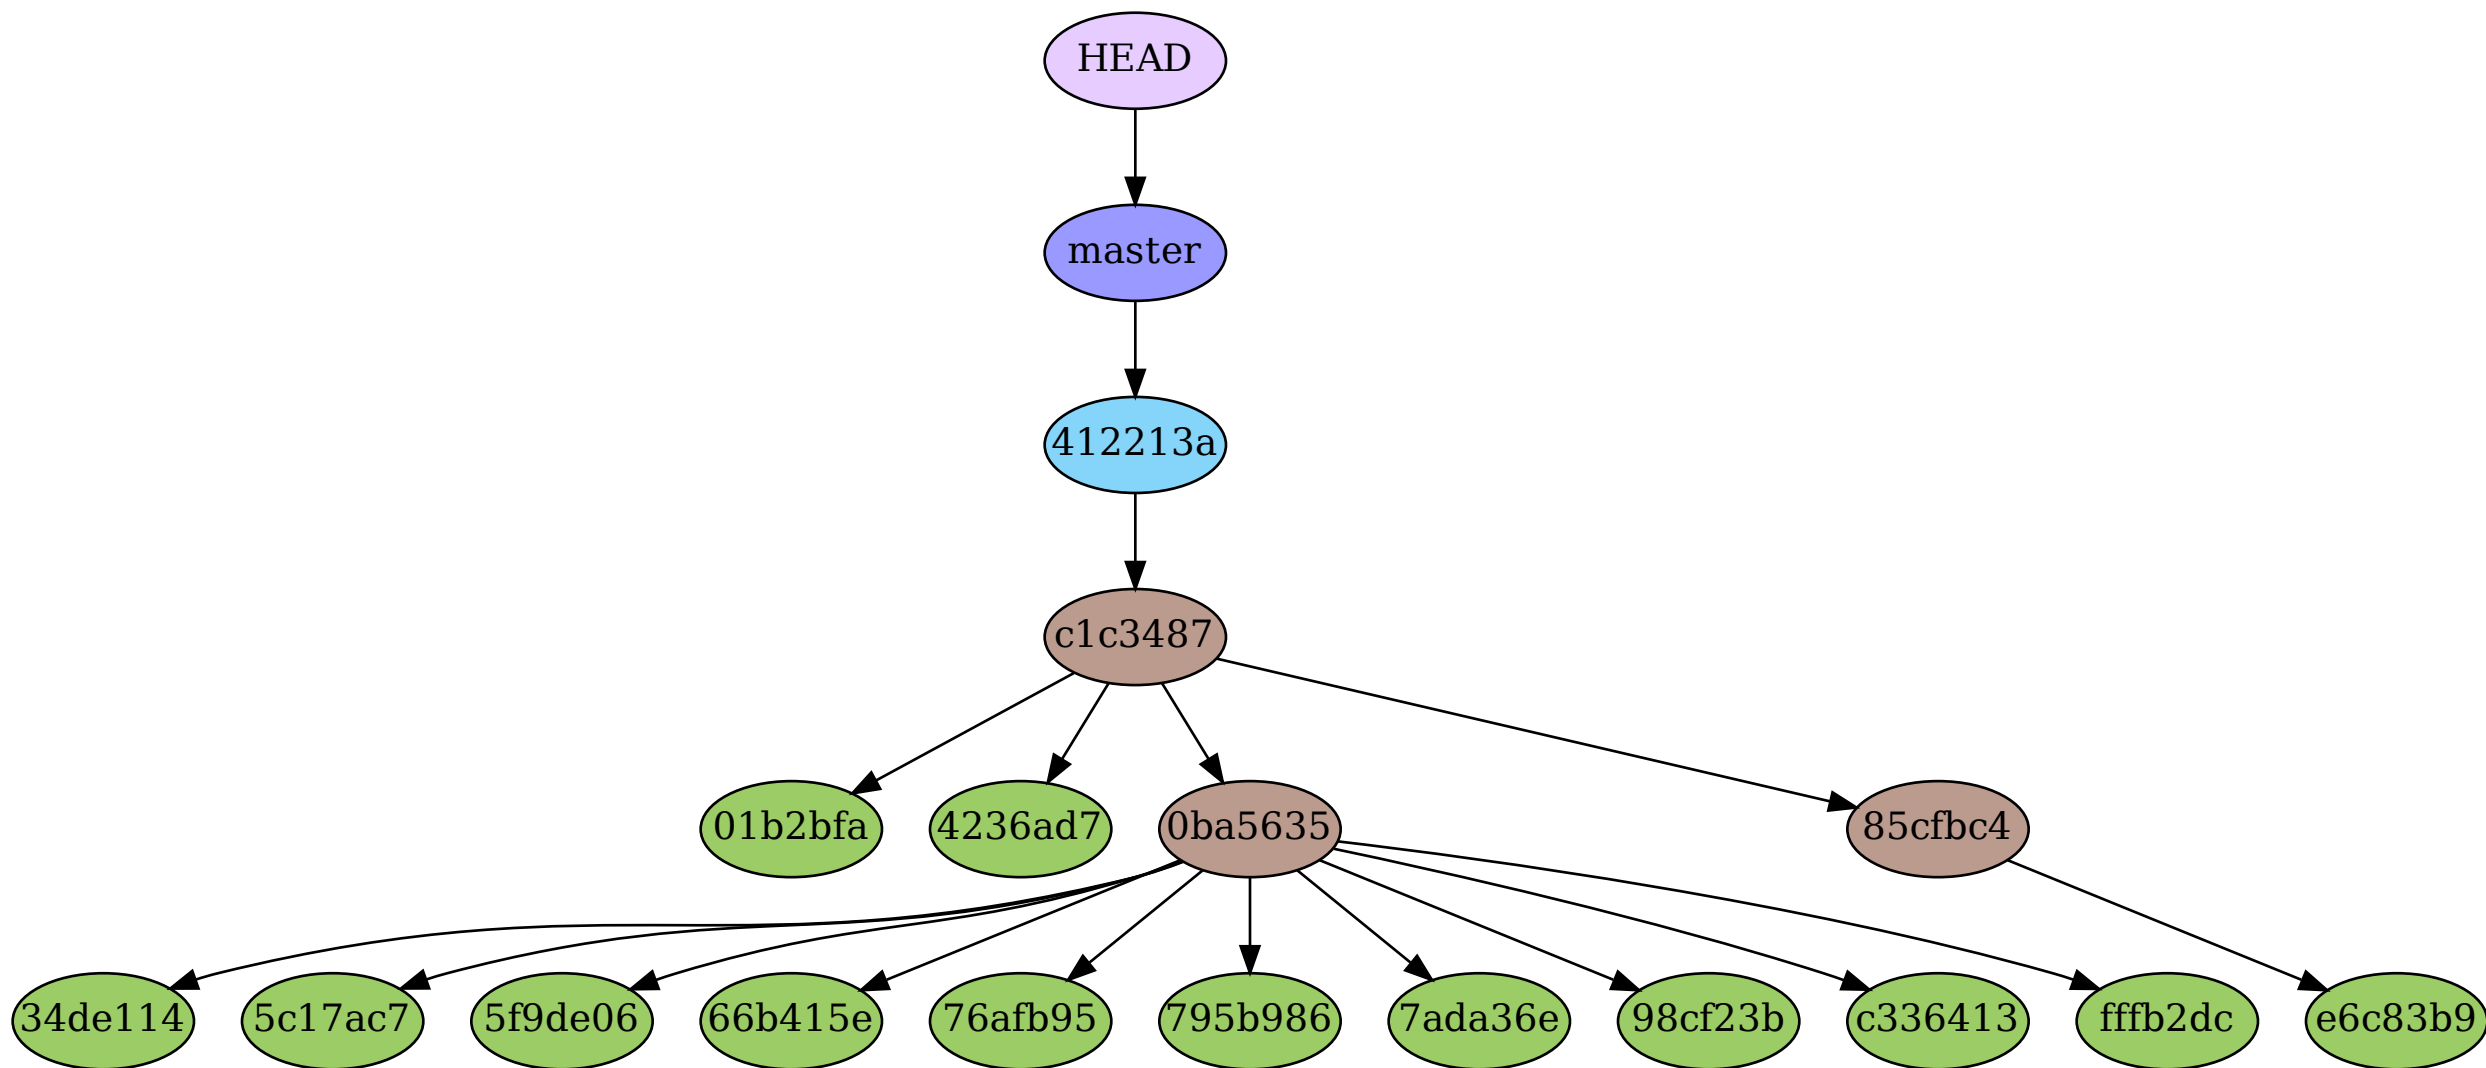 HEAD
master
412213a
c1c3487
01b2bfa
4236ad7
0ba5635
85cfbc4
34de114
5c17ac7
5f9de06
66b415e
76afb95
795b986
7ada36e
98cf23b
c336413
fffb2dc
e6c83b9